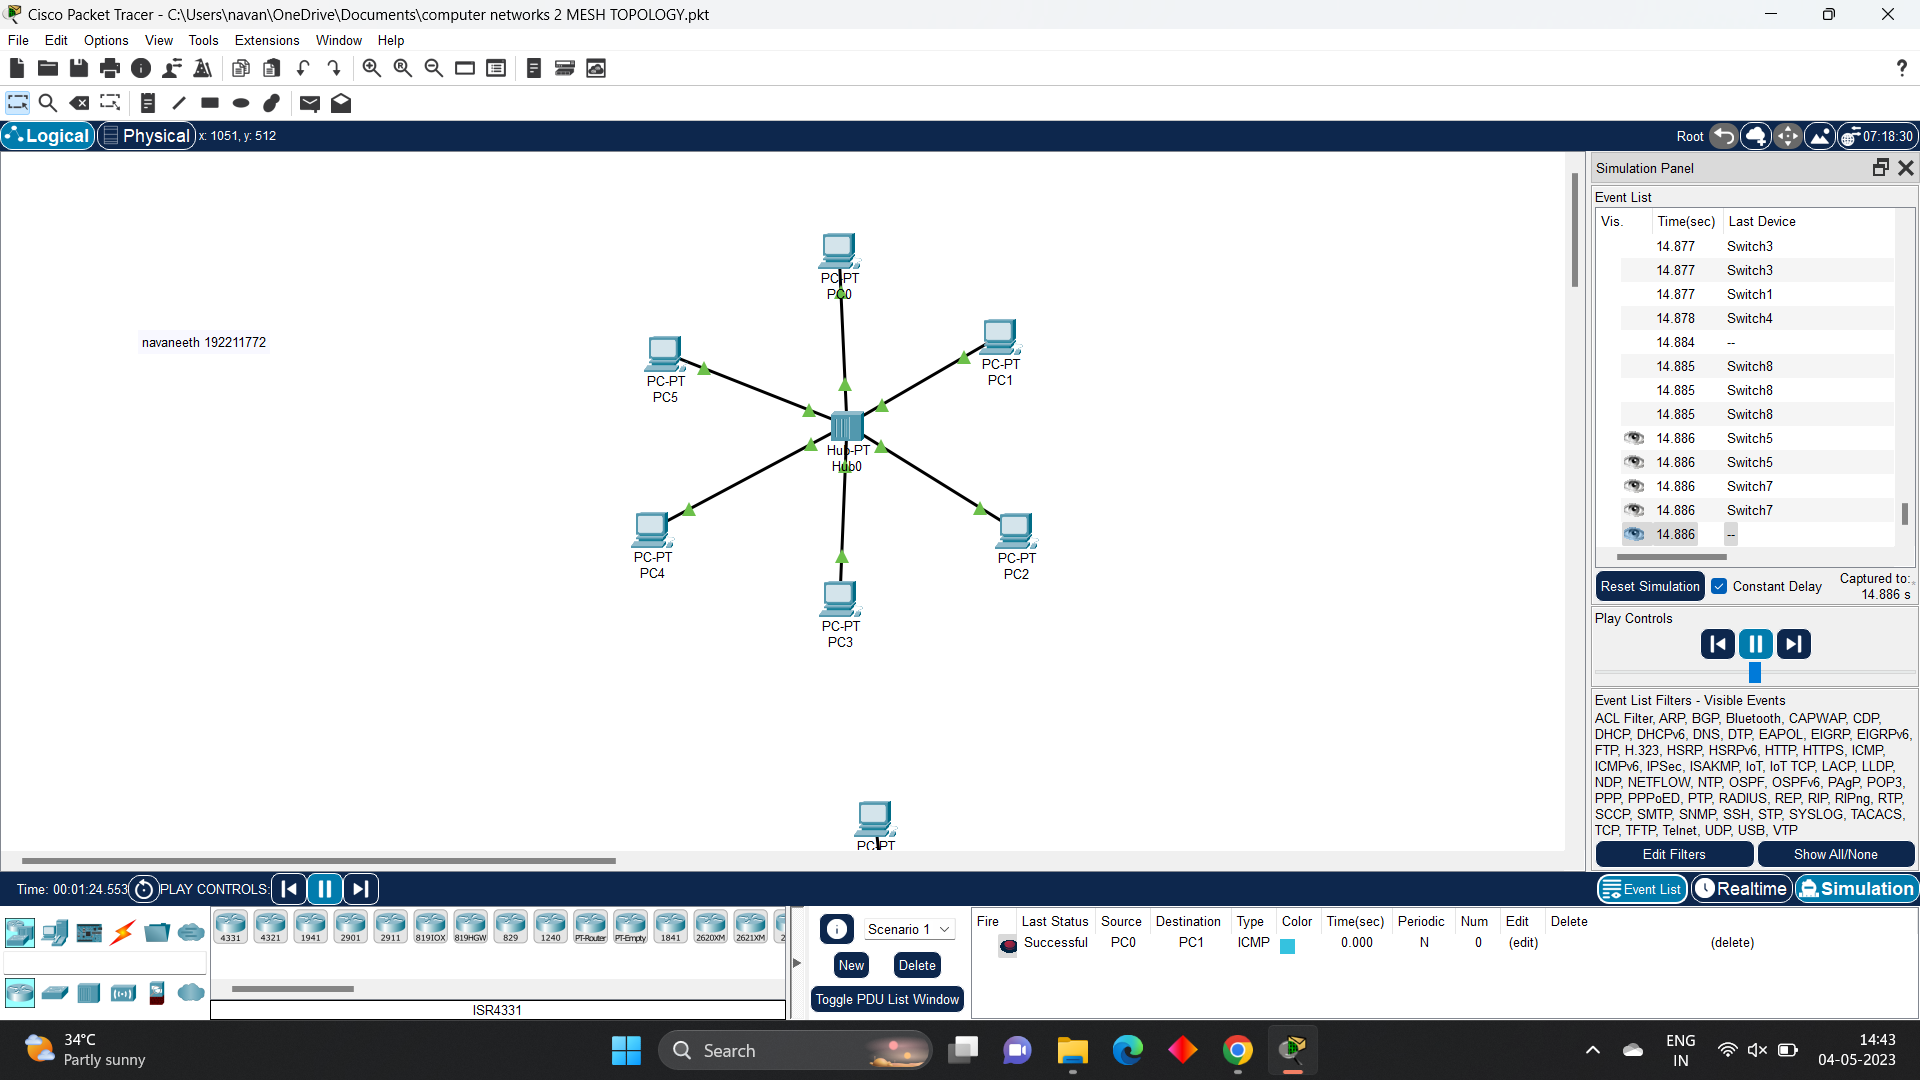 Cisco Packet Tracer - C:\Users\navan\OneDrive\Documents\computer networks 2 MESH TOPOLOGY.pkt
File Edit Options View Tools Extensions Window Help
Logical Physical x: 1051, y: 512 Root 07:18:30
Simulation Panel
Event List
Vis. Time(sec) Last Device
14.877 Switch3
14.877 Switch3
14.877 Switch1
14.878 Switch4
14.884 --
14.885 Switch8
14.885 Switch8
14.885 Switch8
14.886 Switch5
14.886 Switch5
14.886 Switch7
14.886 Switch7
14.886 --
Reset Simulation Constant Delay Captured to:
14.886 s
Play Controls
Event List Filters - Visible Events
ACL Filter, ARP, BGP, Bluetooth, CAPWAP, CDP,
DHCP, DHCPv6, DNS, DTP, EAPOL, EIGRP, EIGRPv6,
FTP, H.323, HSRP, HSRPv6, HTTP, HTTPS, ICMP,
ICMPv6, IPSec, ISAKMP, IoT, IoT TCP, LACP, LLDP,
NDP, NETFLOW, NTP, OSPF, OSPFv6, PAgP, POP3,
PPP, PPPoED, PTP, RADIUS, REP, RIP, RIPng, RTP,
SCCP, SMTP, SNMP, SSH, STP, SYSLOG, TACACS,
TCP, TFTP, Telnet, UDP, USB, VTP
Edit Filters Show All/None
navaneeth 192211772
PC-PT
PC0
PC-PT
PC1
PC-PT
PC5
Hub-PT
Hub0
PC-PT
PC4
PC-PT
PC2
PC-PT
PC3
PC-PT
Time: 00:01:24.553 PLAY CONTROLS: Event List Realtime Simulation
4331 4321 1941 2901 2911 819IOX 819HGW 829 1240 PT-Router PT-Empty 1841 2620XM 2621XM 2
ISR4331
Scenario 1
New Delete
Toggle PDU List Window
Fire Last Status Source Destination Type Color Time(sec) Periodic Num Edit Delete
Successful PC0 PC1 ICMP 0.000 N 0 (edit) (delete)
34°C
Partly sunny
Search
ENG
IN
14:43
04-05-2023